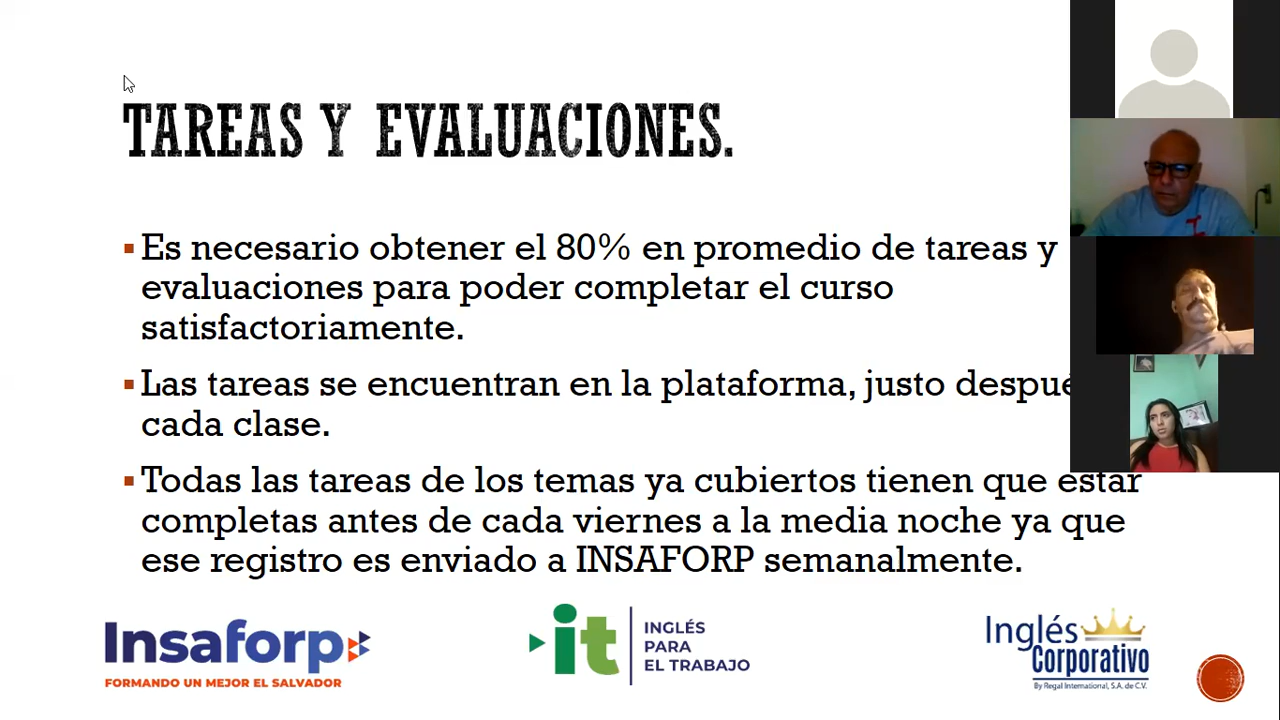 TAREAS Y EVALUACIONES.
Es necesario obtener el 80% en promedio de tareas y
evaluaciones para poder completar el curso
satisfactoriamente.
Las tareas se encuentran en la plataforma, justo
cada clase.
Todas las tareas de los temas ya cubiertos tienen que estar
completas antes de cada viernes a la media noche ya que
ese registro es enviado a INSAFORP semanalmente.
Insaforp
FORMANDO UN MEJOR EL SALVADOR
it
INGLÉS
PARA
EL TRABAJO
Inglés
Corporativo
By Regal International, S.A. de C.V.